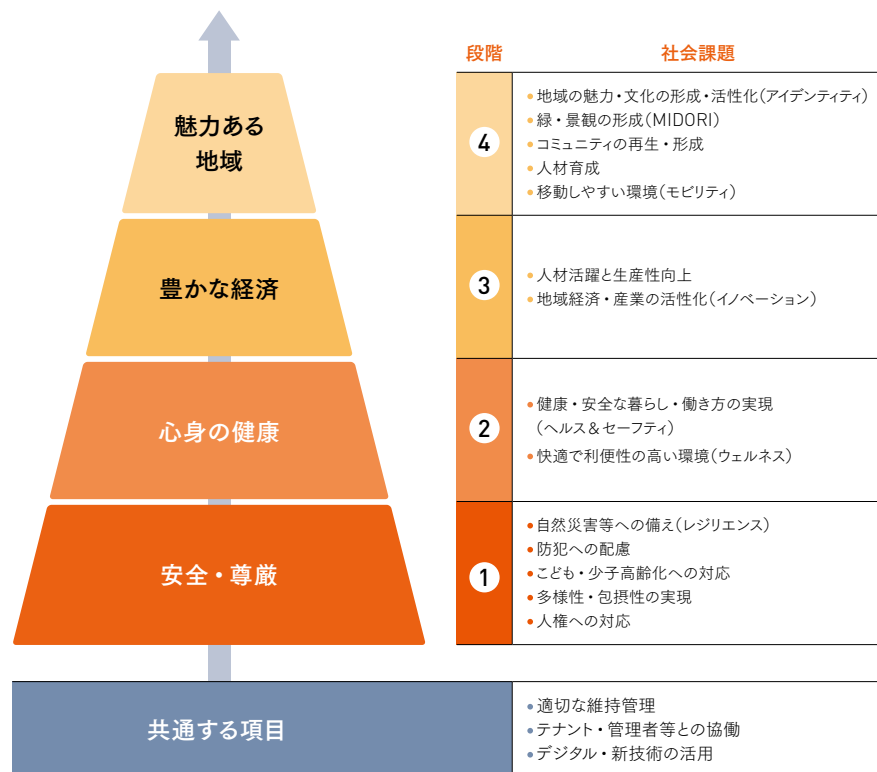 段階 社会課題
魅力ある
地域
4
• 地域の魅力・文化の形成・活性化(アイデンティティ)
• 緑・景観の形成(MIDORI)
• コミュニティの再生・形成
• 人材育成
• 移動しやすい環境(モビリティ)
豊かな経済
3
• 人材活躍と生産性向上
• 地域経済・産業の活性化(イノベーション)
心身の健康
2
• 健康・安全な暮らし・働き方の実現
(ヘルス&セーフティ)
• 快適で利便性の高い環境(ウェルネス)
安全・尊厳
1
• 自然災害等への備え(レジリエンス)
• 防犯への配慮
• こども・少子高齢化への対応
• 多様性・包摂性の実現
• 人権への対応
共通する項目
• 適切な維持管理
• テナント・管理者等との協働
• デジタル・新技術の活用